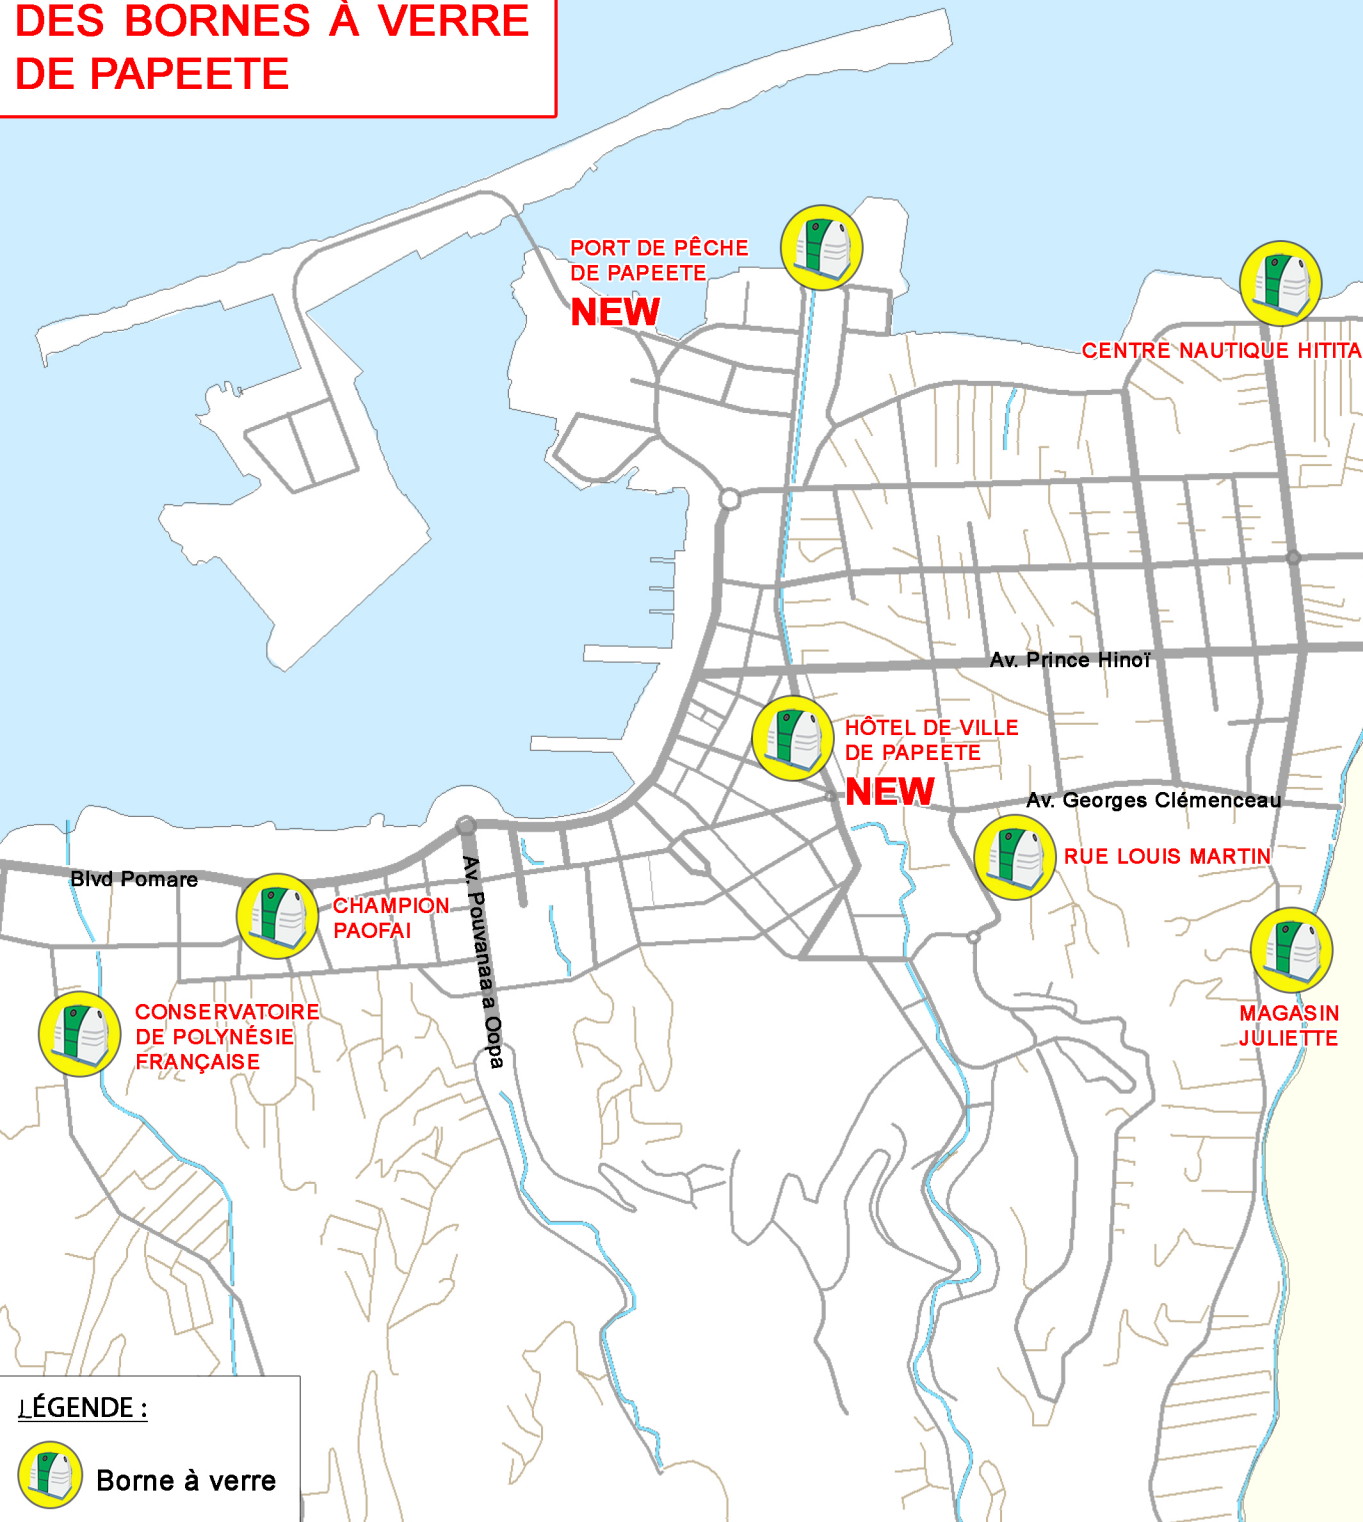 DES BORNES À VERRE
DE PAPEETE
PORT DE PÊCHE
DE PAPEETE
NEW
CENTRE NAUTIQUE HITITA
Av. Prince Hinoï
HÔTEL DE VILLE
DE PAPEETE
NEW
Av. Georges Clémenceau
RUE LOUIS MARTIN
Blvd Pomare
CHAMPION
PAOFAI
Av. Pouvanaa a Oopa
MAGASIN
JULIETTE
CONSERVATOIRE
DE POLYNÉSIE
FRANÇAISE
LÉGENDE :
Borne à verre